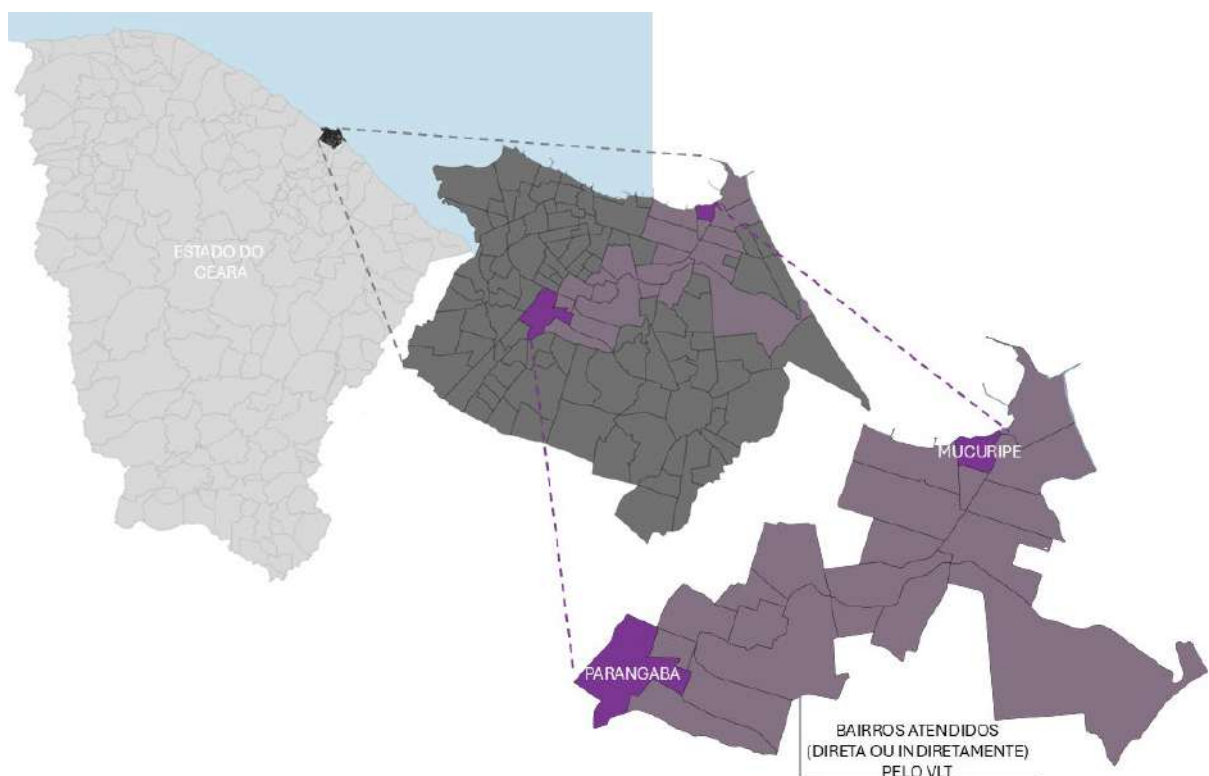 ESTADO DO
CEARÁ
MUCURIPE
PARANGABA
BAIRROS ATENDIDOS
(DIRETA OU INDIRETAMENTE)
PELO VLT